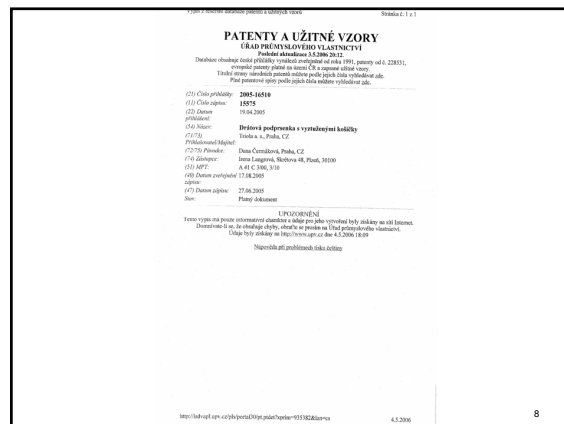 Výpis z rešeršní databáze patentů a užitných vzorů Stránka č. 1 z 1
PATENTY A UŽITNÉ VZORY
ÚŘAD PRŮMYSLOVÉHO VLASTNICTVÍ
Poslední aktualizace 3.5.2006 20:12.
Databáze obsahuje české přihlášky vynálezů zveřejněné od roku 1991, patenty od č. 228531,
evropské patenty platné na území ČR a zapsané užitné vzory.
Titulní strany národních patentů můžete podle jejich čísla vyhledávat zde.
Plné patentové spisy podle jejich čísla můžete vyhledávat zde.
(21) Číslo přihlášky: 2005-16510
(11) Číslo zápisu: 15575
(22) Datum
přihlášení: 19.04.2005
(54) Název: Drátová podprsenka s vyztuženými košíčky
(71/73)
Přihlašovatel/Majitel: Triola a. s., Praha, CZ
(72/75) Původce: Dana Čermáková, Praha, CZ
(74) Zástupce: Irena Langrová, Skrétova 48, Plzeň, 30100
(51) MPT: A 41 C 3/00, 3/10
(40) Datum zveřejnění 17.08.2005
zápisu:
(47) Datum zápisu: 27.06.2005
Stav: Platný dokument
UPOZORNĚNÍ
Tento výpis má pouze informativní charakter a údaje pro jeho vytvoření byly získány na síti Internet.
Domníváte-li se, že obsahuje chyby, obraťte se prosím na Úřad průmyslového vlastnictví.
Údaje byly získány na http://www.upv.cz dne 4.5.2006 18:09
Nápověda při problémech tisku češtiny
4.5.2006
8